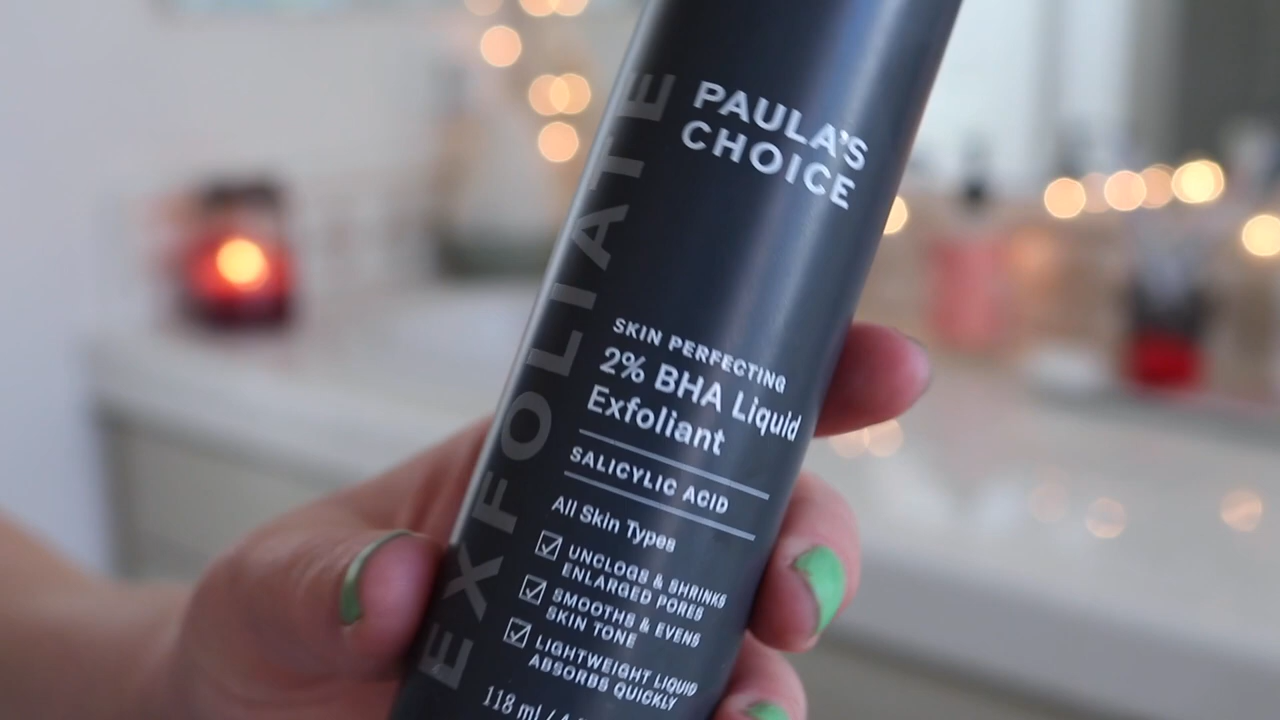 EXFOLIATE
PAULA'S
CHOICE
SKIN PERFECTING
2% BHA Liquid
Exfoliant
SALICYLIC ACID
All Skin Types
UNCLOGS & SHRINKS
ENLARGED PORES
SMOOTHS & EVENS
SKIN TONE
LIGHTWEIGHT LIQUID
ABSORBS QUICKLY
118 ml /